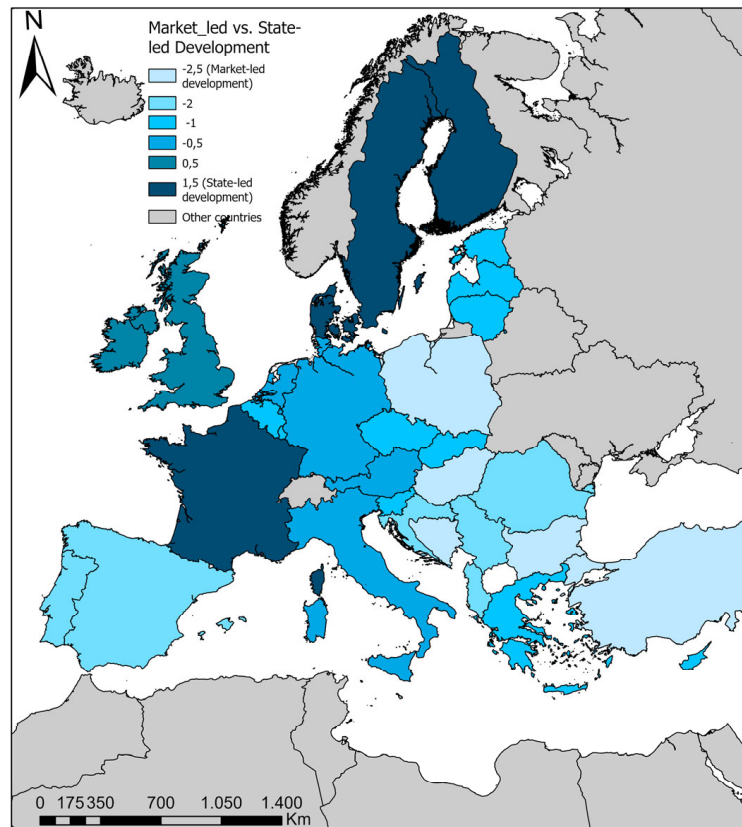 N
Market_led vs. State-
led Development
-2,5 (Market-led
development)
-2
-1
-0,5
0,5
1,5 (State-led
development)
Other countries
0 175 350 700 1.050 1.400
Km